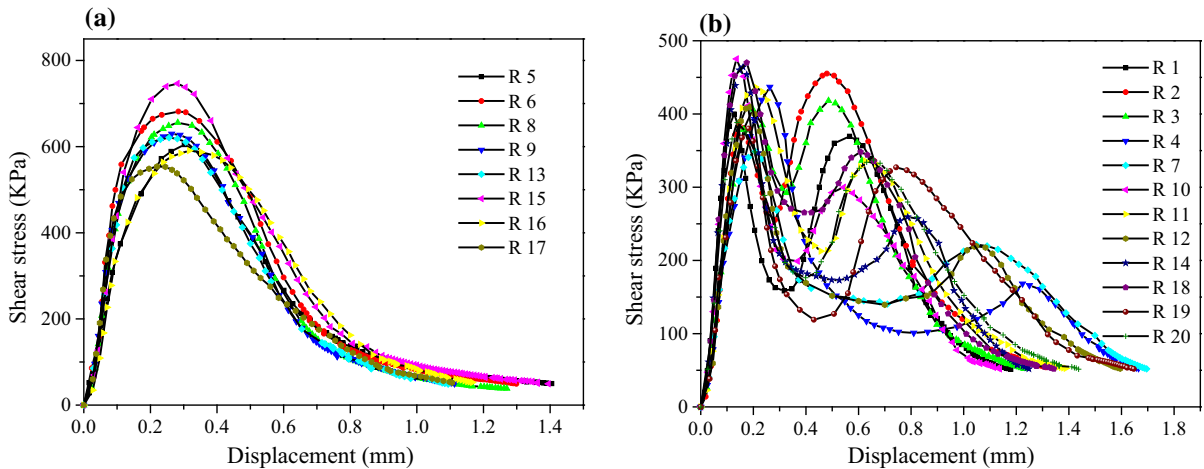 (a)
800
600
400
200
0
Shear stress (KPa)
0.0 0.2 0.4 0.6 0.8 1.0 1.2 1.4
Displacement (mm)
R 5
R 6
R 8
R 9
R 13
R 15
R 16
R 17
(b)
500
400
300
200
100
0
Shear stress (KPa)
0.0 0.2 0.4 0.6 0.8 1.0 1.2 1.4 1.6 1.8
Displacement (mm)
R 1
R 2
R 3
R 4
R 7
R 10
R 11
R 12
R 14
R 18
R 19
R 20